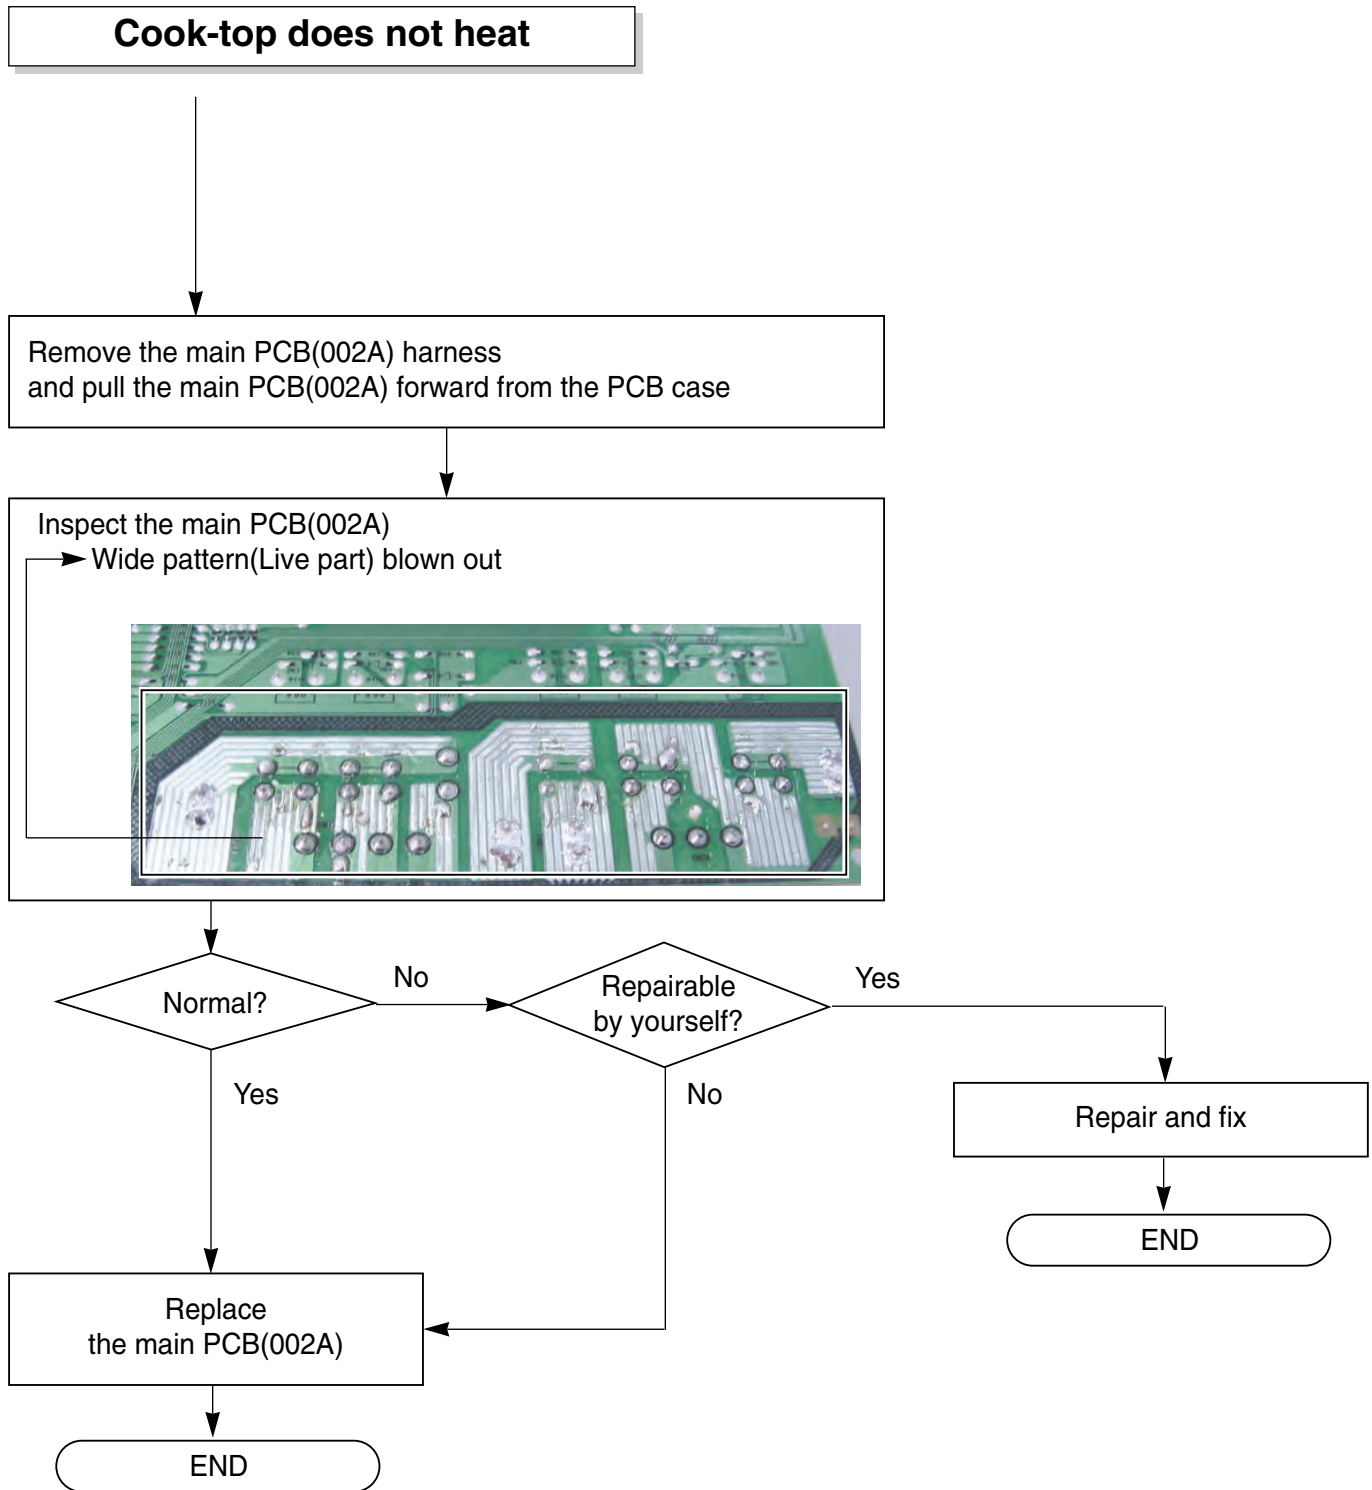 Cook-top does not heat
Remove the main PCB(002A) harness
and pull the main PCB(002A) forward from the PCB case
Inspect the main PCB(002A)
Wide pattern(Live part) blown out
Normal?
No
Repairable
by yourself?
Yes
Yes
No
Repair and fix
END
Replace
the main PCB(002A)
END